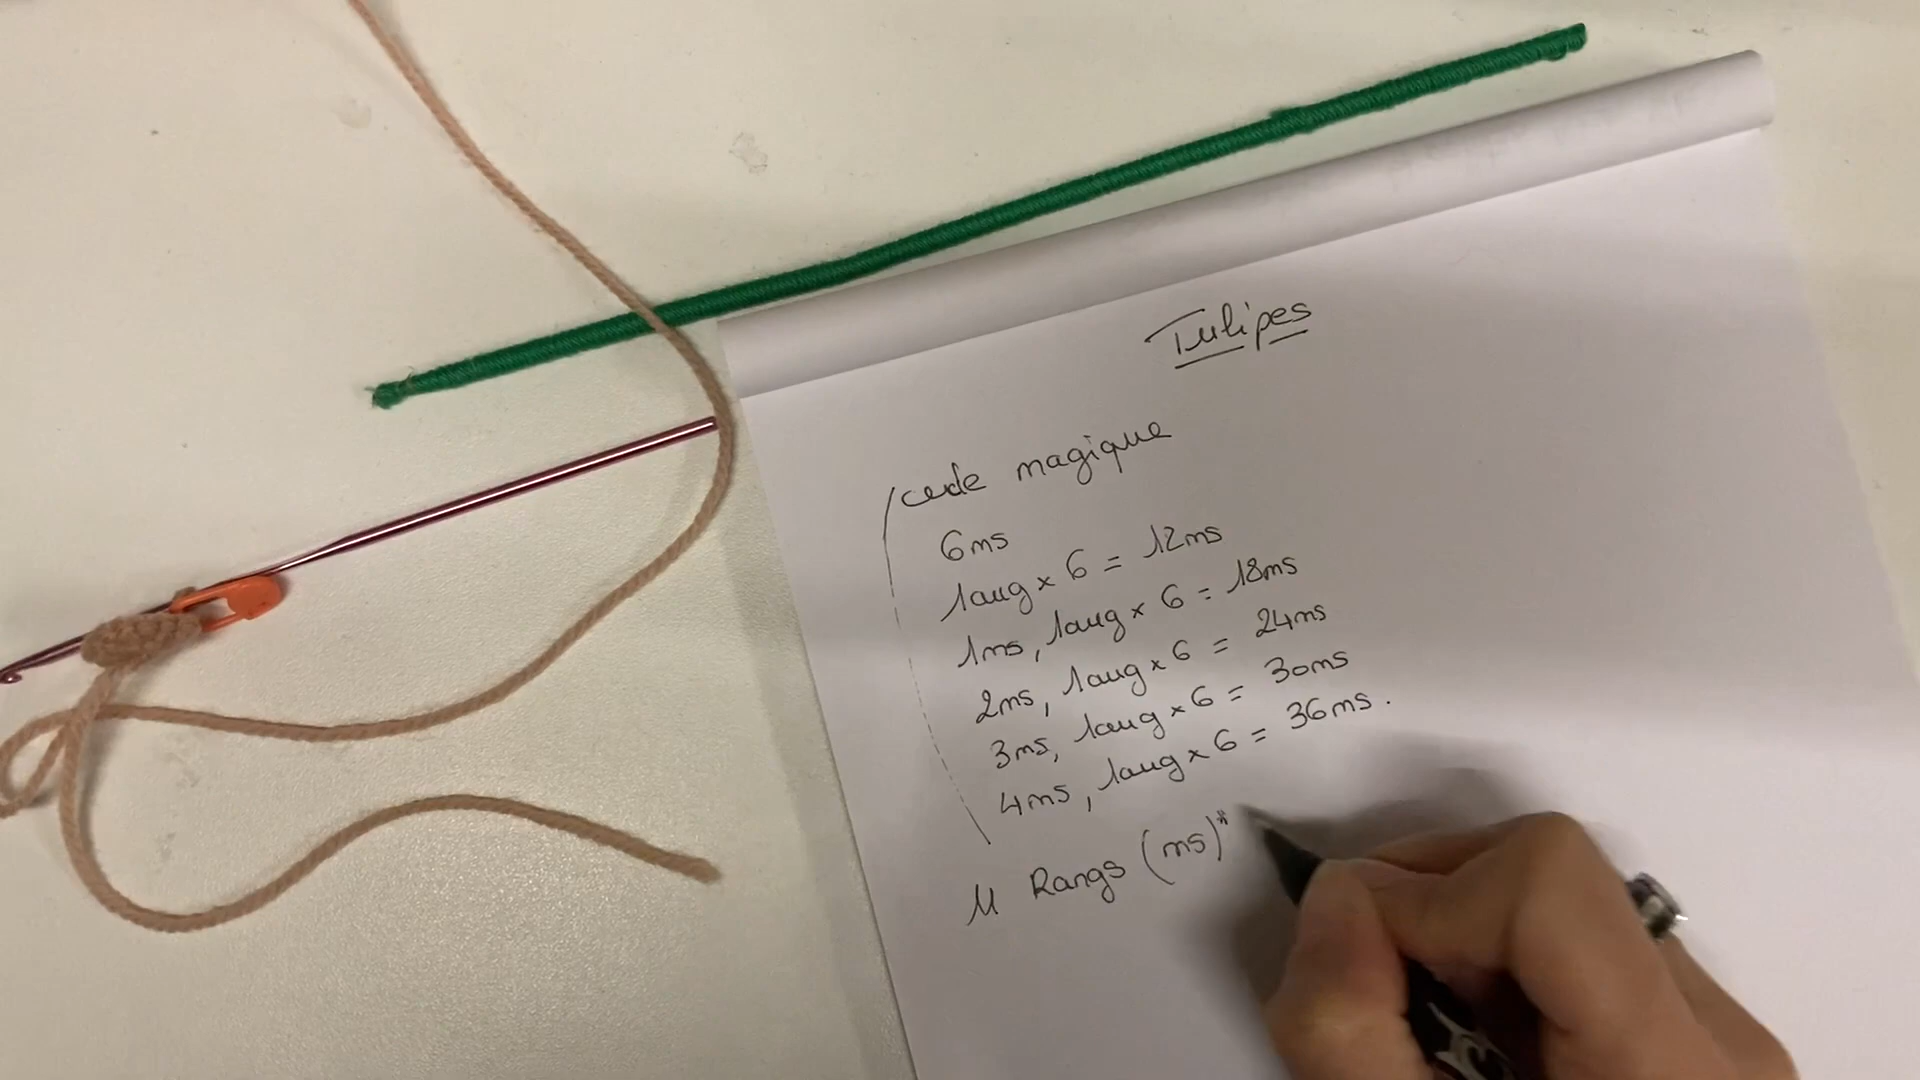 Tulipes
cercle magique
6ms
1aug × 6 = 12ms
1ms, 1aug × 6 = 18ms
2ms, 1aug × 6 = 24ms
3ms, 1aug × 6 = 30ms
4ms, 1aug × 6 = 36ms.
11 Rangs (ms)*